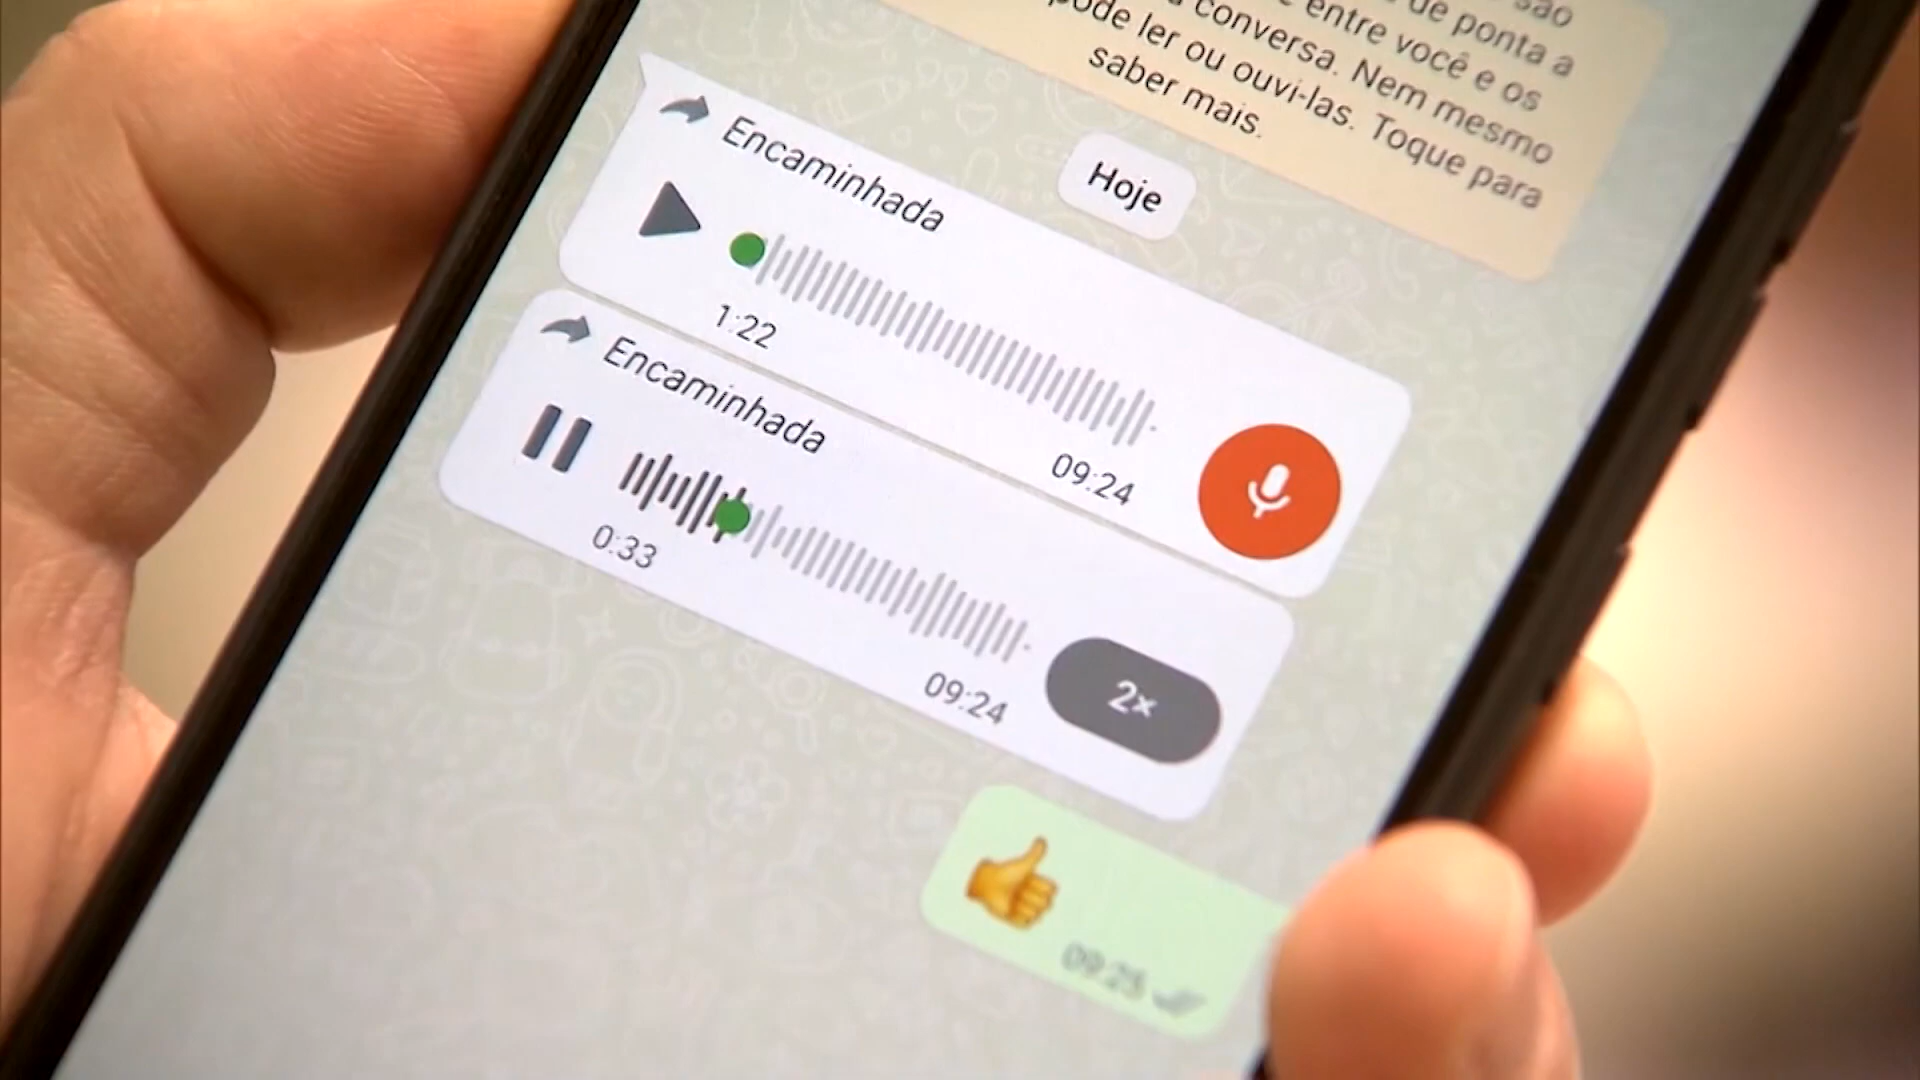 são
de ponta a
conversa. entre você e os
pode ler ou ouvi-las. Nem mesmo
saber mais. Toque para
Hoje
Encaminhada
1:22
09:24
Encaminhada
0:33
09:24
2×
09:25